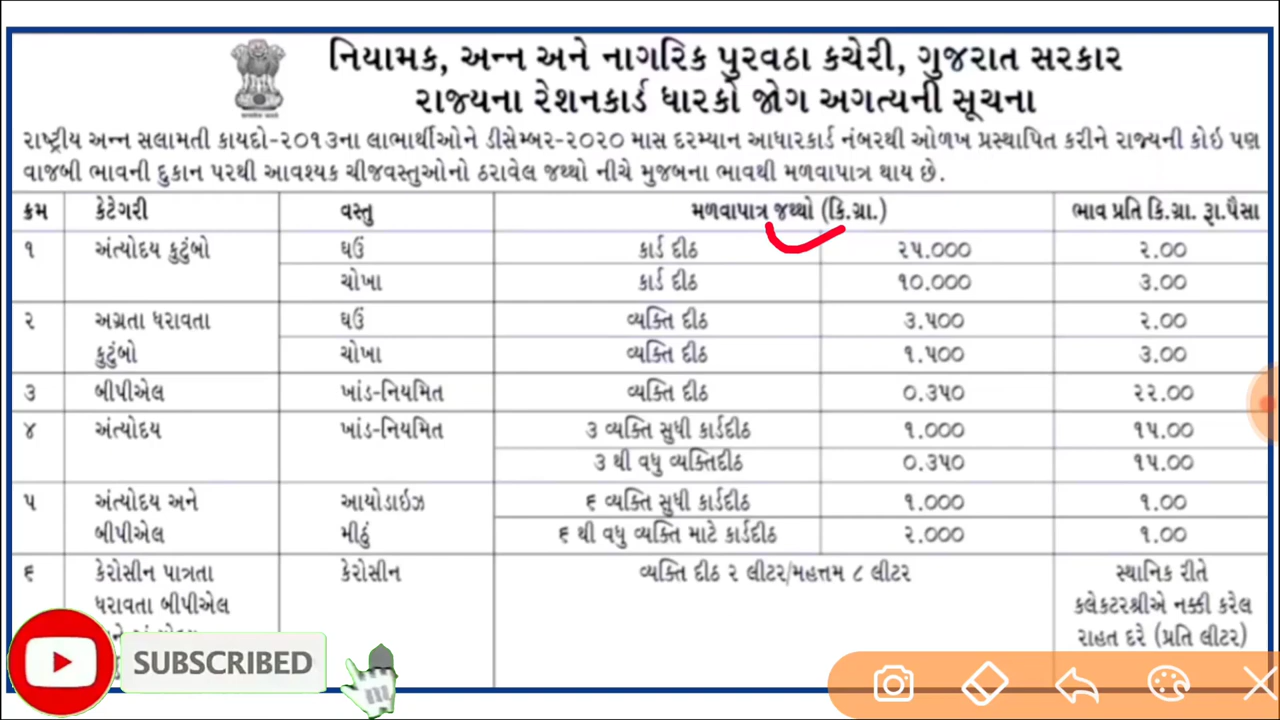 નિયામક, અન્ન અને નાગરિક પુરવઠા કચેરી, ગુજરાત સરકાર
રાજ્યના રેશનકાર્ડ ધારકો જોગ અગત્યની સૂચના
રાષ્ટ્રીય અન્ન સલામતી કાયદો-૨૦૧૩ના લાભાર્થીઓને ડીસેમ્બર-૨૦૨૦ માસ દરમ્યાન આધારકાર્ડ નંબરથી ઓળખ પ્રસ્થાપિત કરીને રાજ્યની કોઇ પણ
વાજબી ભાવની દુકાન પરથી આવશ્યક ચીજવસ્તુઓનો ઠરાવેલ જથ્થો નીચે મુજબના ભાવથી મળવાપાત્ર થાય છે.
ક્રમ કેટેગરી વસ્તુ મળવાપાત્ર જથ્થો (કિ.ગ્રા.) ભાવ પ્રતિ કિ.ગ્રા. રૂા.પૈસા
૧ અંત્યોદય કુટુંબો ઘઉં કાર્ડ દીઠ ૨૫.૦૦૦ ૨.૦૦
ચોખા કાર્ડ દીઠ ૧૦.૦૦૦ ૩.૦૦
૨ અગ્રતા ધરાવતા ઘઉં વ્યક્તિ દીઠ ૩.૫૦૦ ૨.૦૦
કુટુંબો ચોખા વ્યક્તિ દીઠ ૧.૫૦૦ ૩.૦૦
૩ બીપીએલ ખાંડ-નિયમિત વ્યક્તિ દીઠ ૦.૩૫૦ ૨૨.૦૦
૪ અંત્યોદય ખાંડ-નિયમિત ૩ વ્યક્તિ સુધી કાર્ડદીઠ ૧.૦૦૦ ૧૫.૦૦
૩ થી વધુ વ્યક્તિદીઠ ૦.૩૫૦ ૧૫.૦૦
૫ અંત્યોદય અને આયોડાઇઝ ૬ વ્યક્તિ સુધી કાર્ડદીઠ ૧.૦૦૦ ૧.૦૦
બીપીએલ મીઠું ૬ થી વધુ વ્યક્તિ માટે કાર્ડદીઠ ૨.૦૦૦ ૧.૦૦
૬ કેરોસીન પાત્રતા કેરોસીન વ્યક્તિ દીઠ ૨ લીટર/મહત્તમ ૮ લીટર સ્થાનિક રીતે
ધરાવતા બીપીએલ કલેકટરશ્રીએ નક્કી કરેલ
રાહત દરે (પ્રતિ લીટર)
SUBSCRIBED